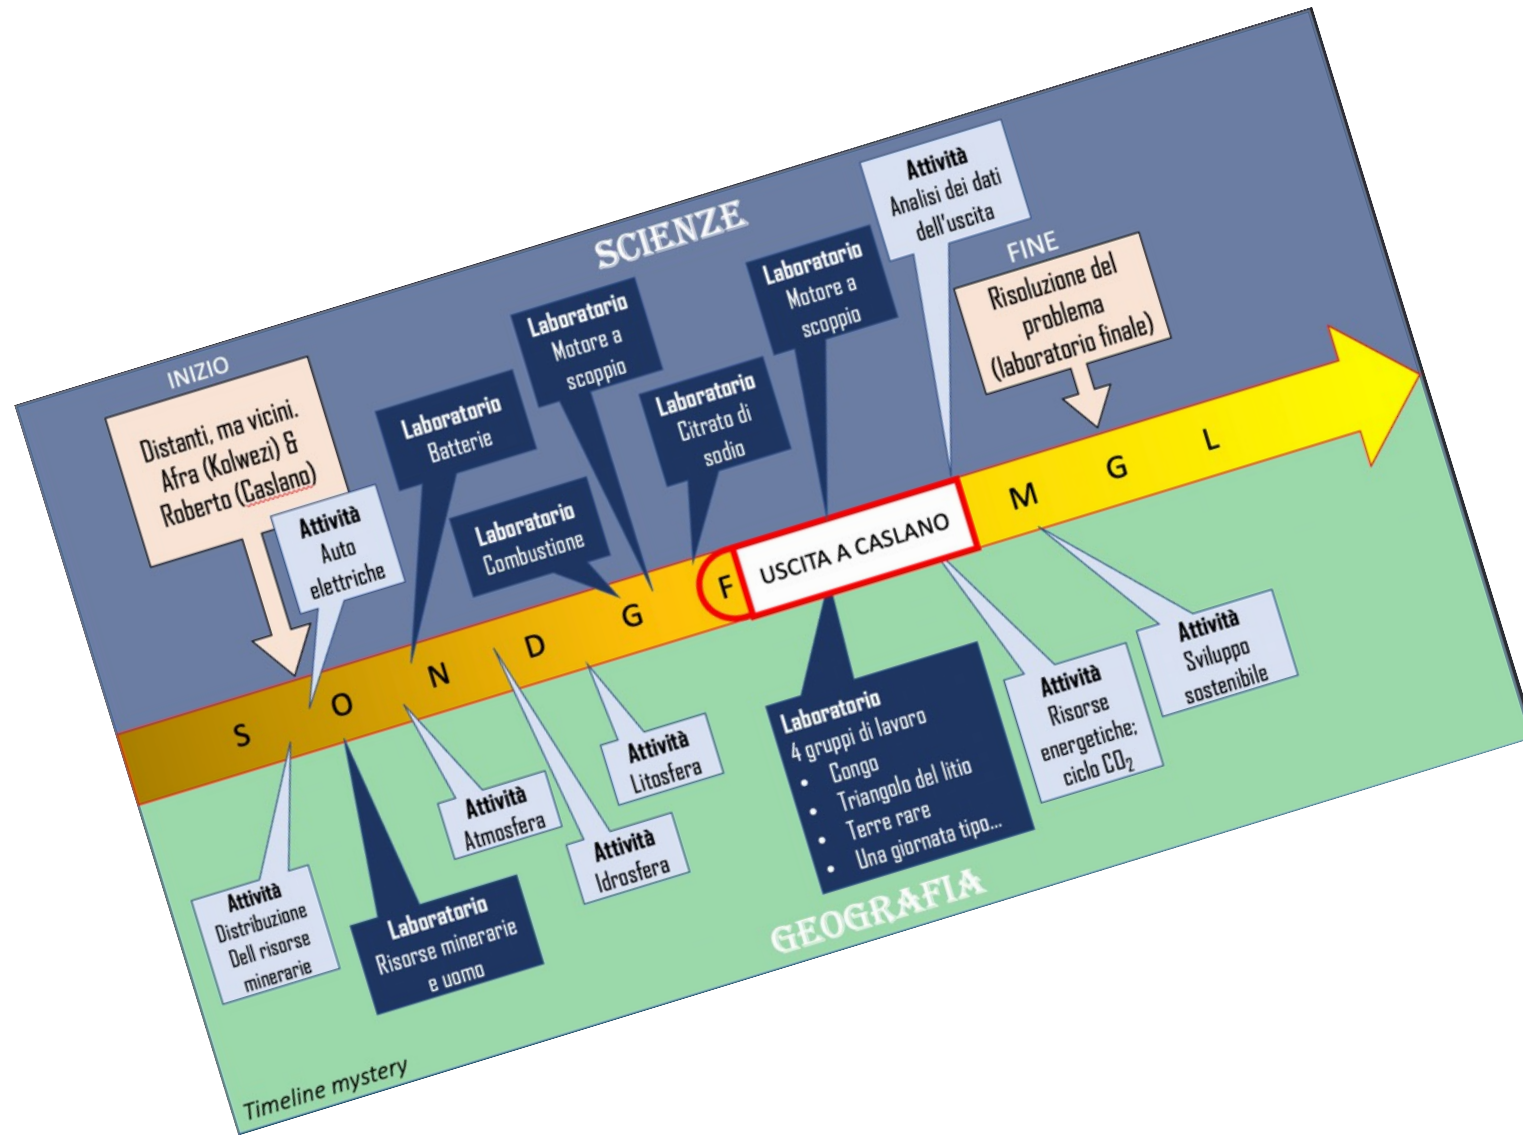 SCIENZE
INIZIO
Distanti, ma vicini.
Afra (Kolwezi) &
Roberto (Caslano)
Attività
Auto
elettriche
Laboratorio
Batterie
Laboratorio
Motore a
scoppio
Laboratorio
Combustione
Laboratorio
Citrato di
sodio
Laboratorio
Motore a
scoppio
Attività
Analisi dei dati
dell'uscita
FINE
Risoluzione del
problema
(laboratorio finale)
S O N D G F USCITA A CASLANO M G L
Attività
Distribuzione
Dell risorse
minerarie
Laboratorio
Risorse minerarie
e uomo
Attività
Atmosfera
Attività
Idrosfera
Attività
Litosfera
Laboratorio
4 gruppi di lavoro
• Congo
• Triangolo del litio
• Terre rare
• Una giornata tipo...
Attività
Risorse
energetiche;
ciclo CO₂
Attività
Sviluppo
sostenibile
GEOGRAFIA
Timeline mystery